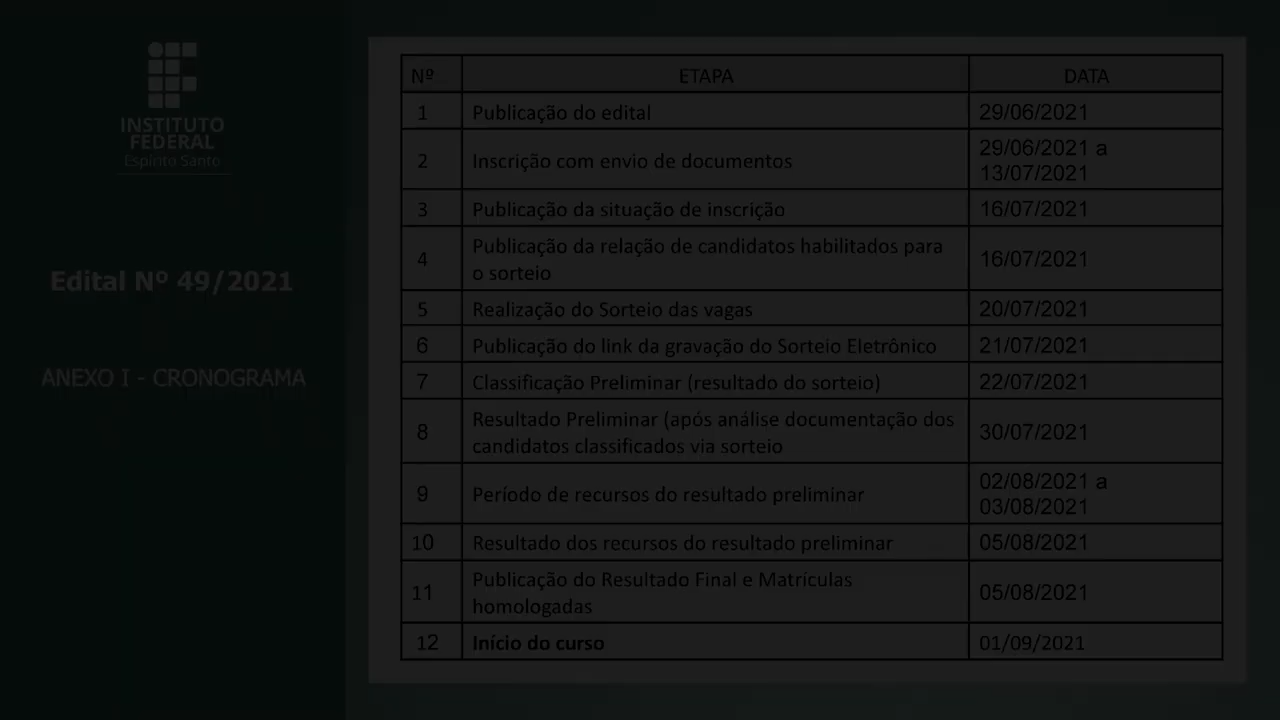 INSTITUTO
FEDERAL
Espírito Santo
Edital Nº 49/2021
ANEXO I - CRONOGRAMA
Nº ETAPA DATA
1 Publicação do edital 29/06/2021
2 Inscrição com envio de documentos 29/06/2021 a
13/07/2021
3 Publicação da situação de inscrição 16/07/2021
4 Publicação da relação de candidatos habilitados para
o sorteio 16/07/2021
5 Realização do Sorteio das vagas 20/07/2021
6 Publicação do link da gravação do Sorteio Eletrônico 21/07/2021
7 Classificação Preliminar (resultado do sorteio) 22/07/2021
8 Resultado Preliminar (após análise documentação dos
candidatos classificados via sorteio 30/07/2021
9 Período de recursos do resultado preliminar 02/08/2021 a
03/08/2021
10 Resultado dos recursos do resultado preliminar 05/08/2021
11 Publicação do Resultado Final e Matrículas
homologadas 05/08/2021
12 Início do curso 01/09/2021